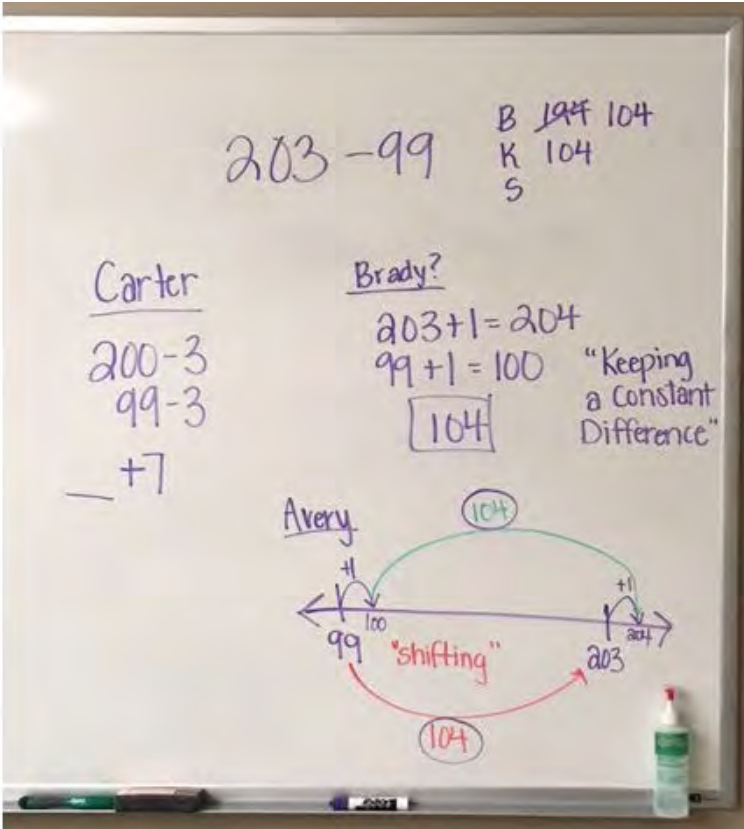 203 - 99
B 194 104
K 104
S
Carter
200-3
99-3
_ +7
Brady?
203+1=204
99+1=100
104
"Keeping
a Constant
Difference"
Avery
104
+1
+1
99
100
203
204
"shifting"
104
EXPO